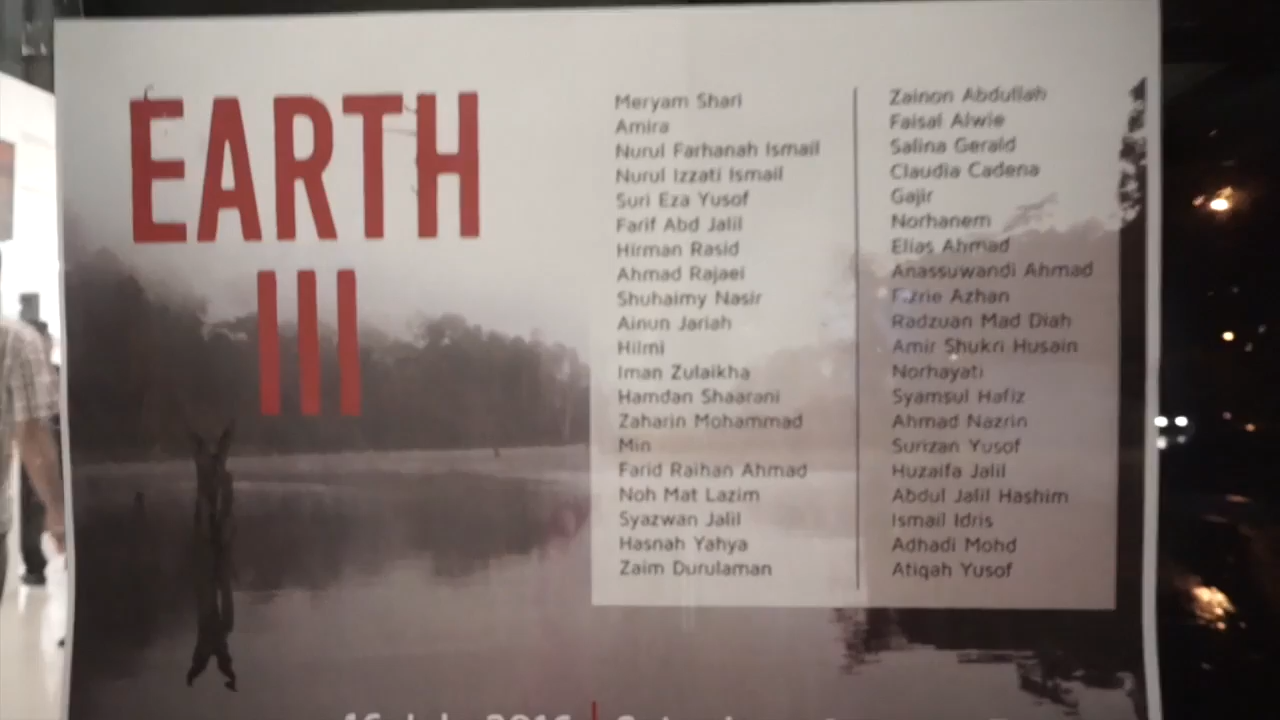 EARTH
III
Meryam Shari
Amira
Nurul Farhanah Ismail
Nurul Izzati Ismail
Suri Eza Yusof
Farif Abd Jalil
Hirman Rasid
Ahmad Rajaei
Shuhaimy Nasir
Ainun Jariah
Hilmi
Iman Zulaikha
Hamdan Shaarani
Zaharin Mohammad
Min
Farid Raihan Ahmad
Noh Mat Lazim
Syazwan Jalil
Hasnah Yahya
Zaim Durulaman
Zainon Abdullah
Faisal Alwie
Salina Gerald
Claudia Cadena
Gajir
Norhanem
Elias Ahmad
Anassuwandi Ahmad
Fizrie Azhan
Radzuan Mad Diah
Amir Shukri Husain
Norhayati
Syamsul Hafiz
Ahmad Nazrin
Surizan Yusof
Huzaifa Jalil
Abdul Jalil Hashim
Ismail Idris
Adhadi Mohd
Atiqah Yusof